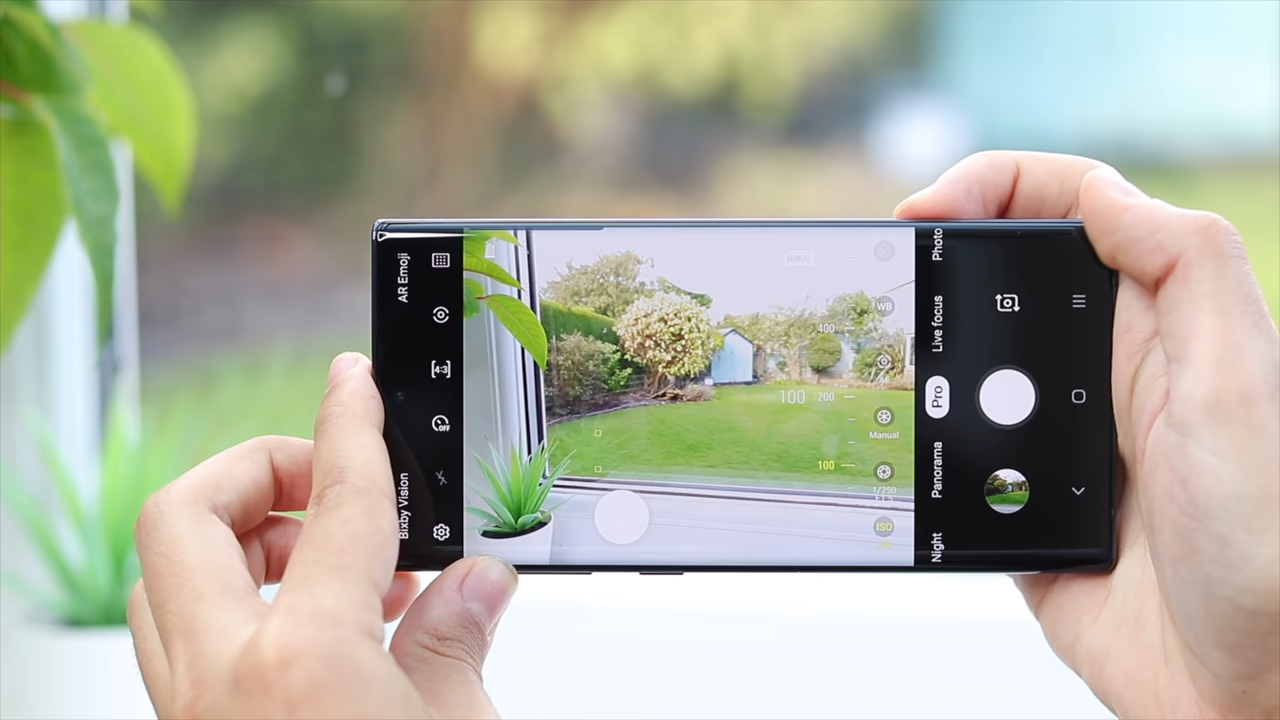 AR Emoji
Bixby Vision
4:3
OFF
MANUAL
WB
400
100
200
Manual
100
1/250
ISO
Photo
Live focus
Pro
Panorama
Night